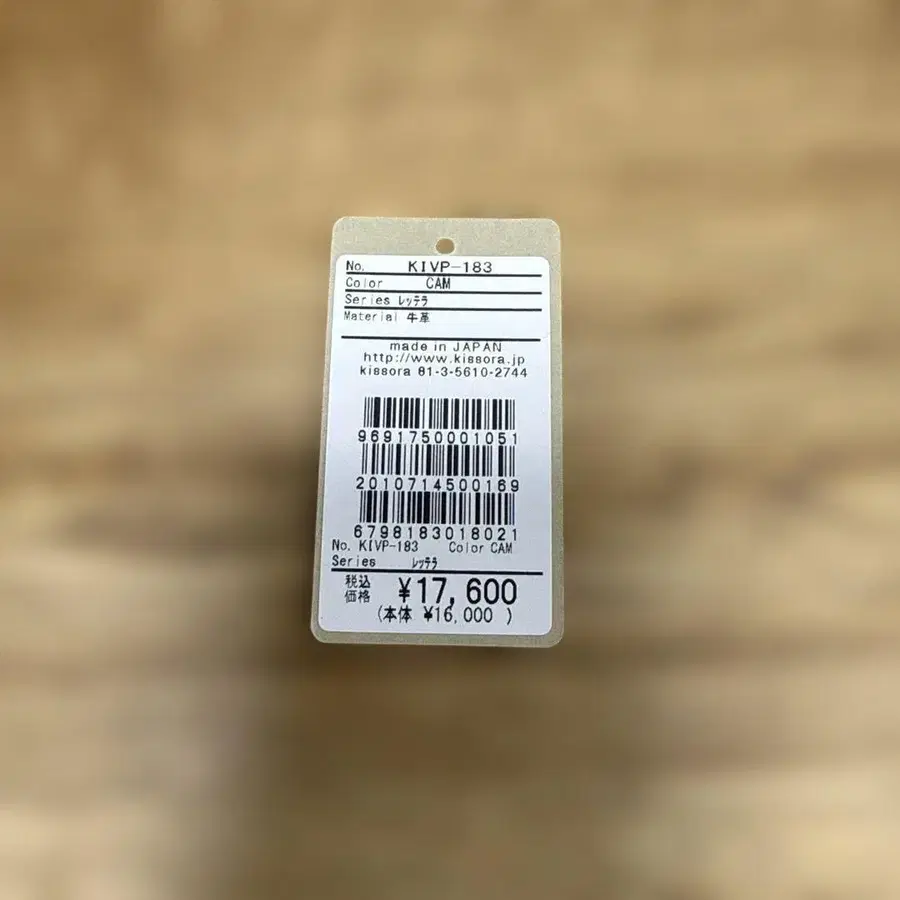 No. KIVP-183
Color CAM
Series レッテラ
Material 牛革
made in JAPAN
http://www.kissora.jp
kissora 81-3-5610-2744
9691750001051
2010714500169
6798183018021
No. KIVP-183 Color CAM
Series レッテラ
税込価格 ¥17,600
(本体 ¥16,000 )